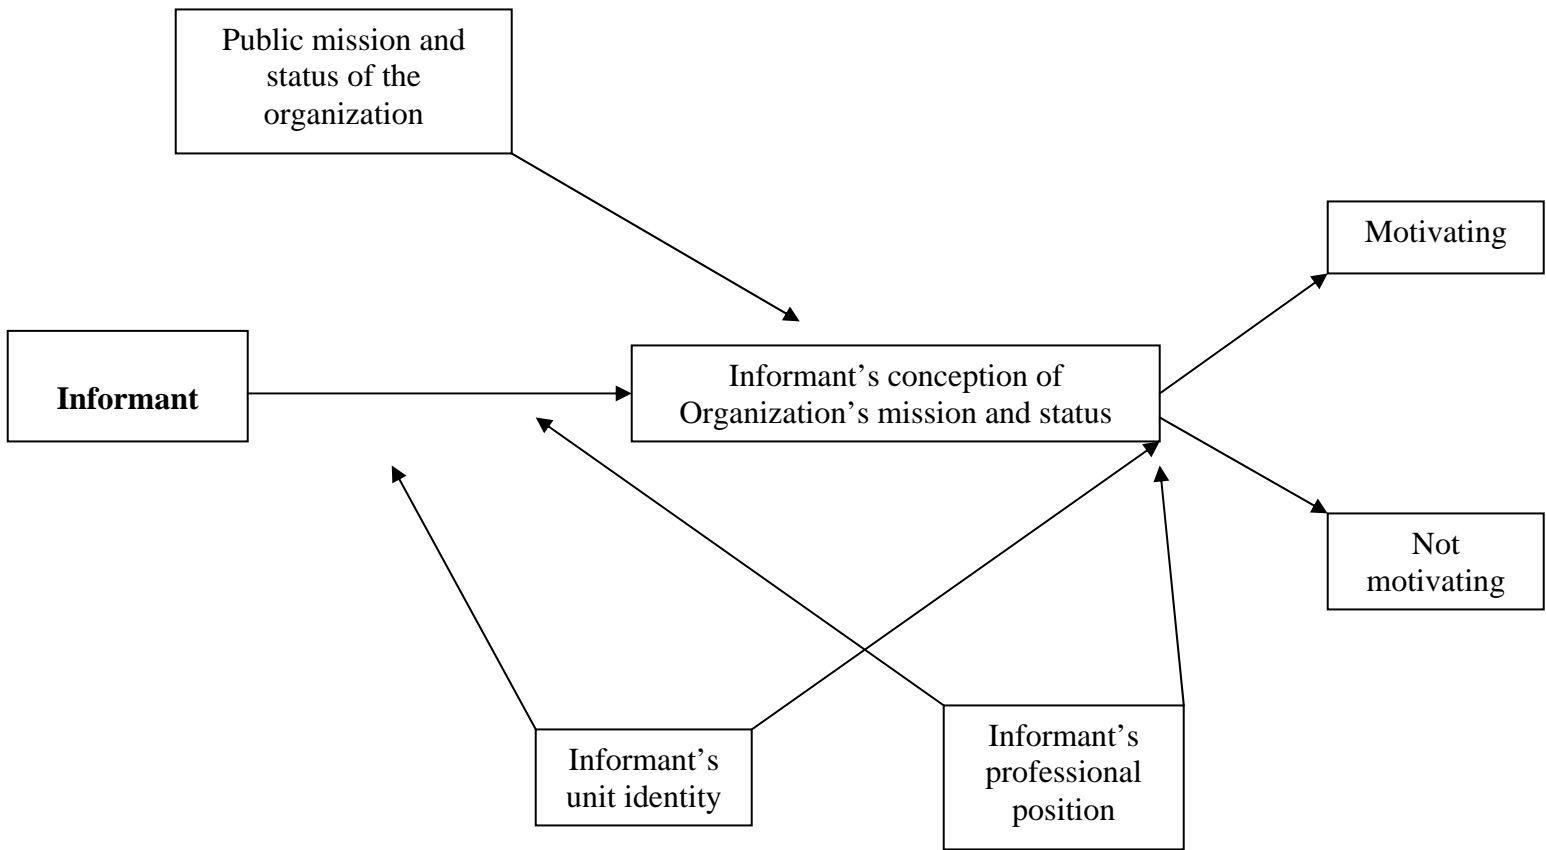 Public mission and
status of the
organization
Motivating
Informant
Informant’s conception of
Organization’s mission and status
Not
motivating
Informant’s
unit identity
Informant’s
professional
position